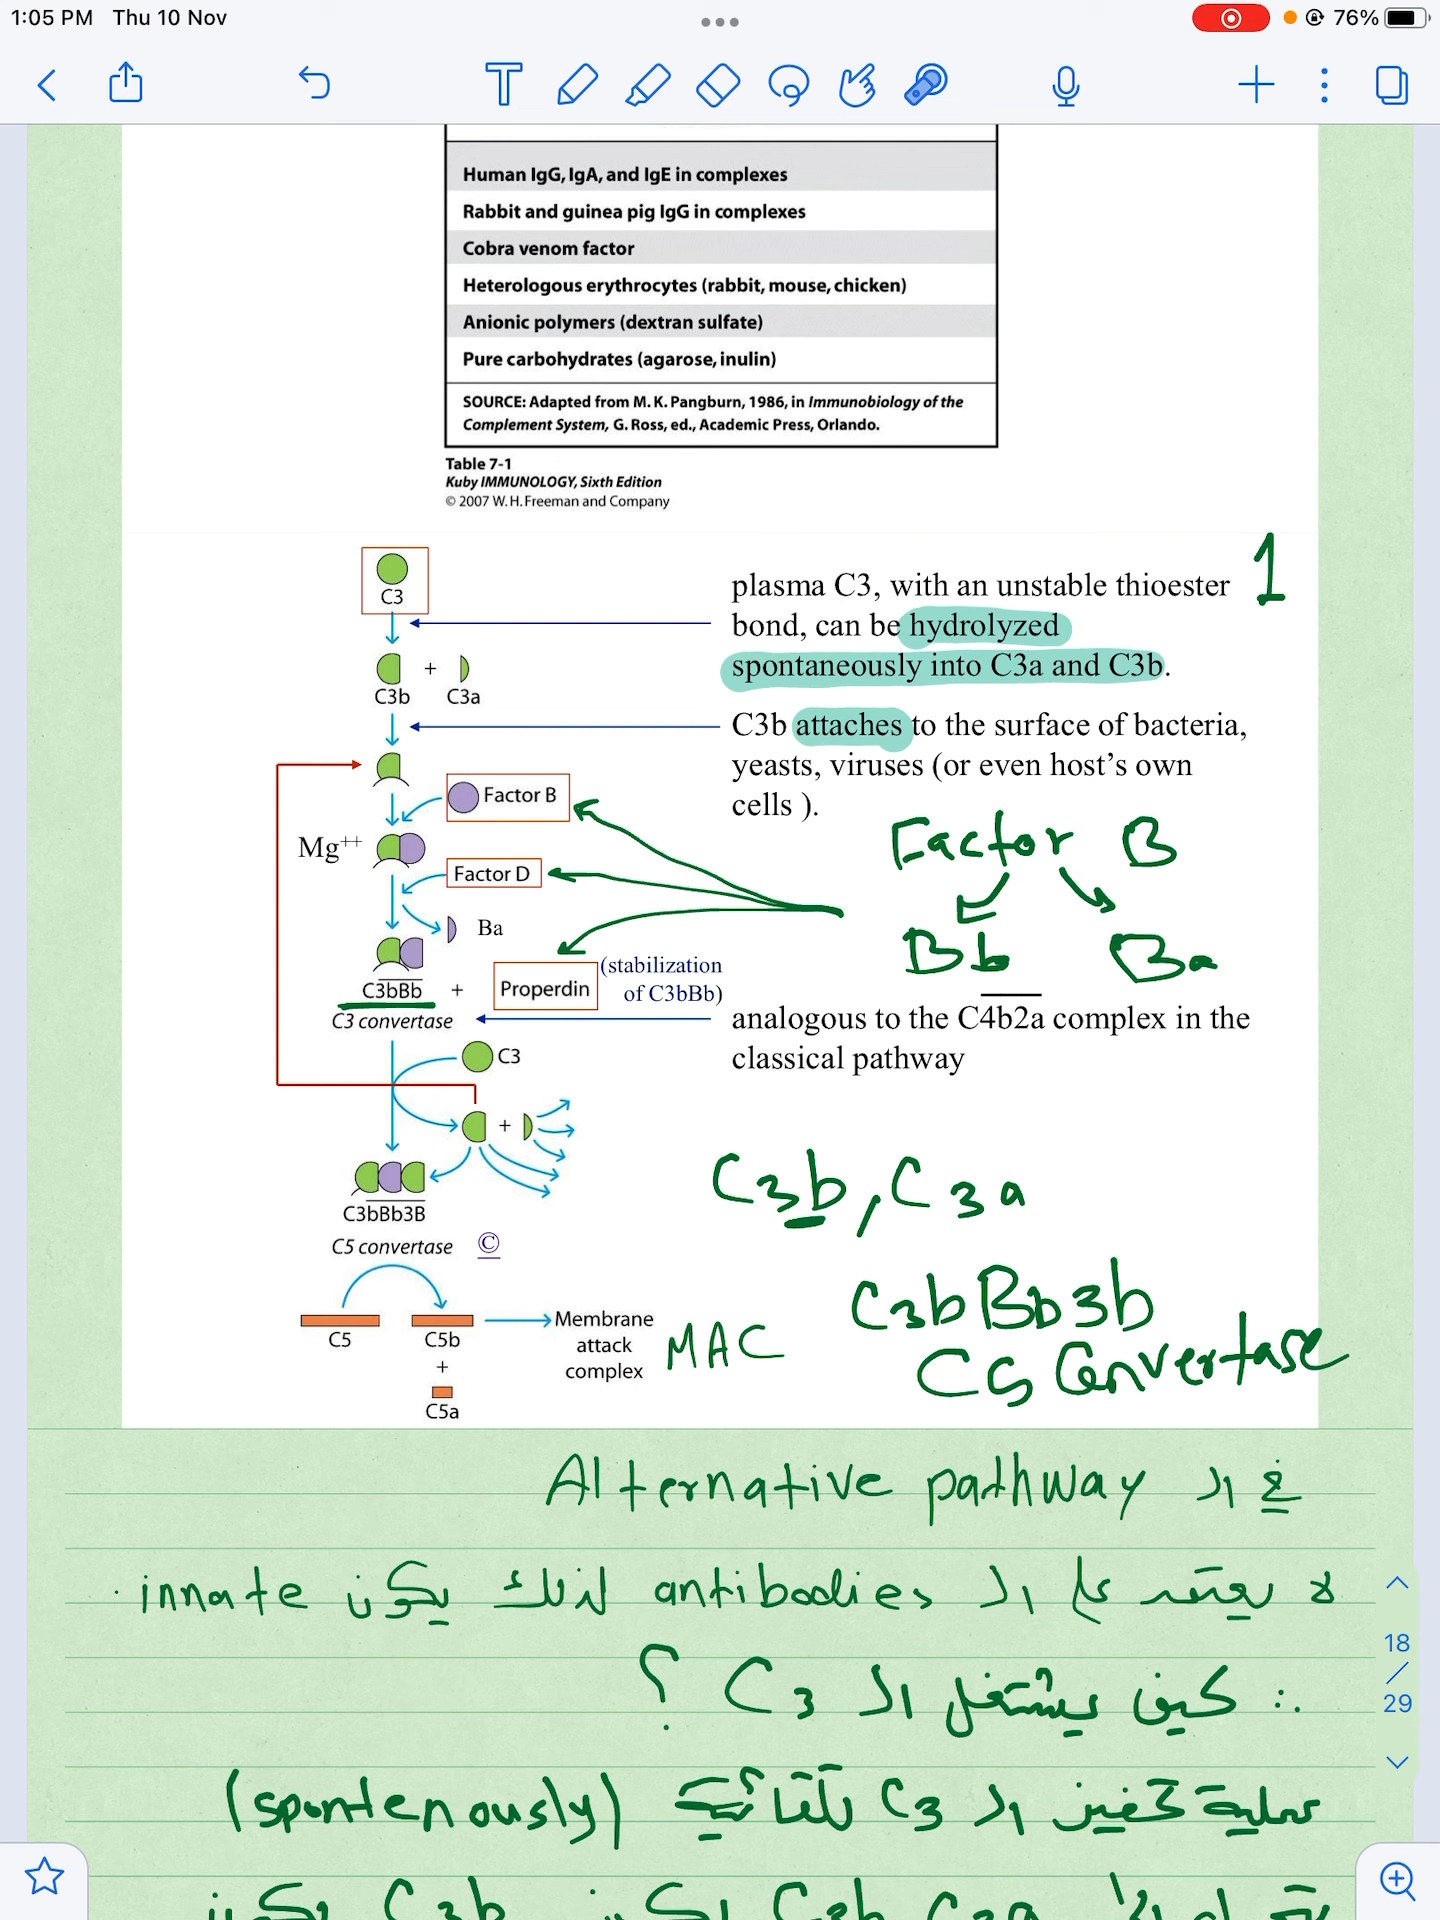 1:05 PM Thu 10 Nov
76%
T
Human IgG, IgA, and IgE in complexes
Rabbit and guinea pig IgG in complexes
Cobra venom factor
Heterologous erythrocytes (rabbit, mouse, chicken)
Anionic polymers (dextran sulfate)
Pure carbohydrates (agarose, inulin)
SOURCE: Adapted from M. K. Pangburn, 1986, in Immunobiology of the
Complement System, G. Ross, ed., Academic Press, Orlando.
Table 7-1
Kuby IMMUNOLOGY, Sixth Edition
© 2007 W. H. Freeman and Company
1
C3
plasma C3, with an unstable thioester
bond, can be hydrolyzed
spontaneously into C3a and C3b.
+
C3b C3a
C3b attaches to the surface of bacteria,
yeasts, viruses (or even host's own
cells ).
Factor B
Mg++
Factor D
Ba
Factor B
Bb Ba
C3bBb + Properdin
(stabilization
of C3bBb)
C3 convertase
analogous to the C4b2a complex in the
classical pathway
C3
+
C3b, C3a
C3bBb3B
C5 convertase ©
C3bBb3b
C5 Convertase
C5 C5b
+
C5a
Membrane
attack
complex
MAC
في الـ Alternative pathway
لا يعتمد على الـ antibodies لذلك يكون innate.
∴ كيف يشتغل الـ C3 ؟
عملية تحفيز الـ C3 تلقائية (spontenously)
18
/
29